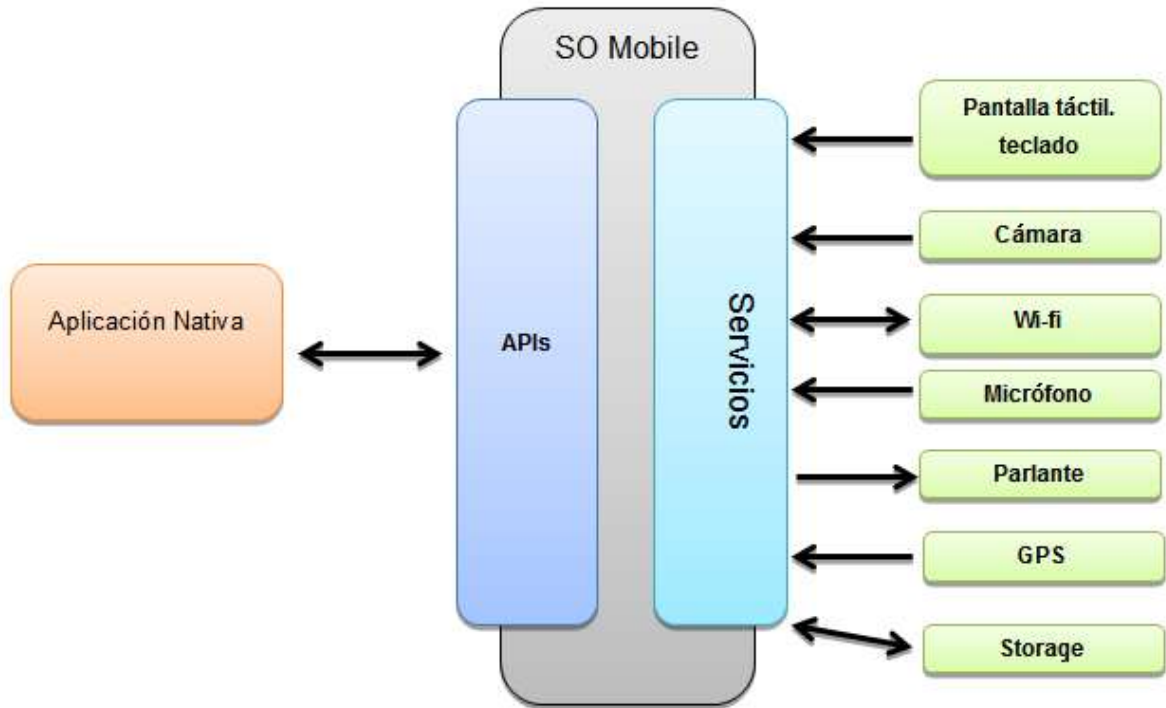 SO Mobile
Aplicación Nativa
APIs
Servicios
Pantalla táctil.
teclado
Cámara
Wi-fi
Micrófono
Parlante
GPS
Storage